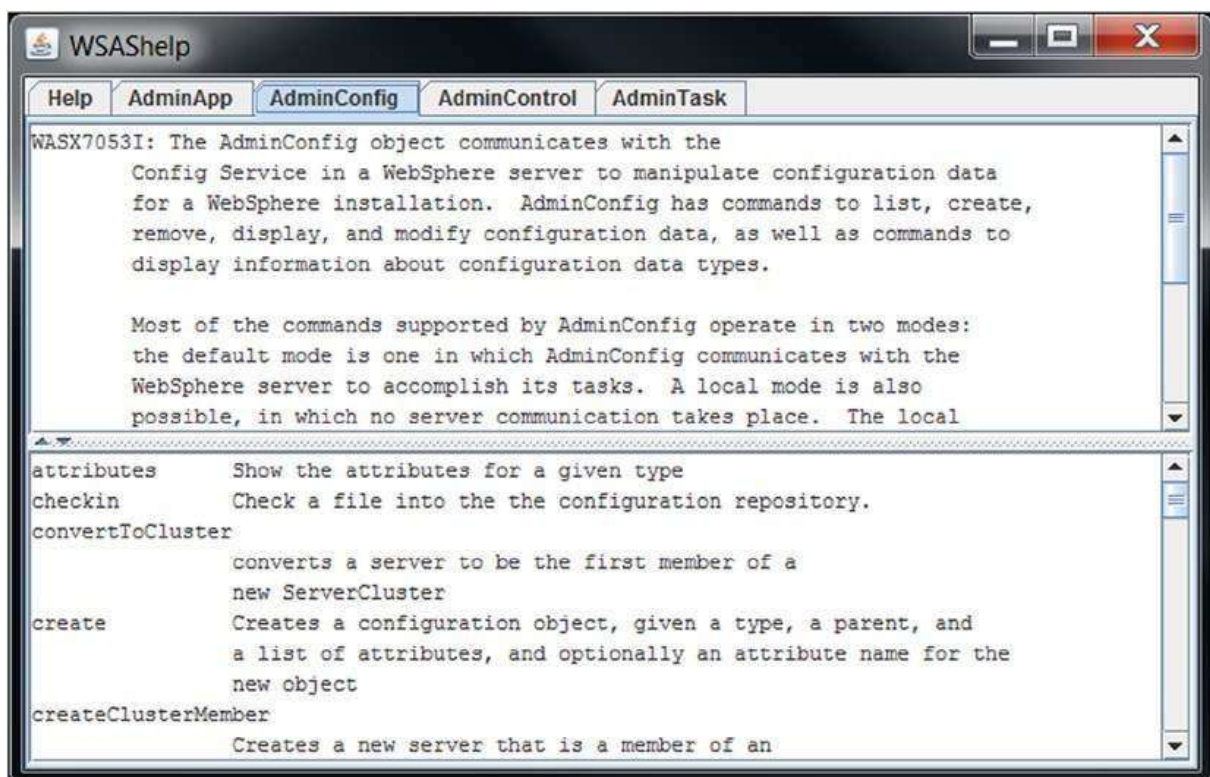 WSAShelp
Help AdminApp AdminConfig AdminControl AdminTask
WASX7053I: The AdminConfig object communicates with the
Config Service in a WebSphere server to manipulate configuration data
for a WebSphere installation.  AdminConfig has commands to list, create,
remove, display, and modify configuration data, as well as commands to
display information about configuration data types.
Most of the commands supported by AdminConfig operate in two modes:
the default mode is one in which AdminConfig communicates with the
WebSphere server to accomplish its tasks.  A local mode is also
possible, in which no server communication takes place.  The local
attributes Show the attributes for a given type
checkin Check a file into the the configuration repository.
convertToCluster
converts a server to be the first member of a
new ServerCluster
create Creates a configuration object, given a type, a parent, and
a list of attributes, and optionally an attribute name for the
new object
createClusterMember
Creates a new server that is a member of an